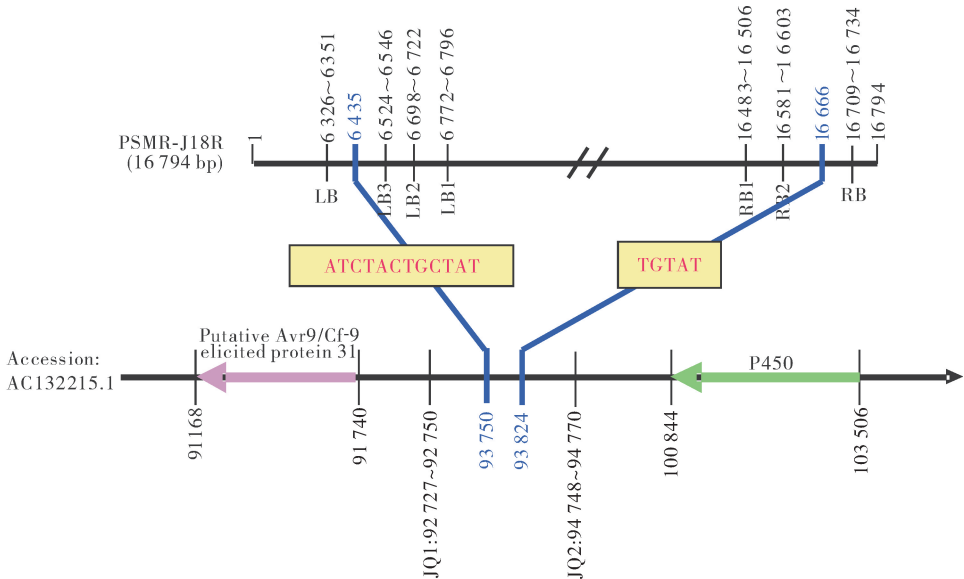 1
6 326~6 351
6 435
6 524~6 546
6 698~6 722
6 772~6 796
16 483~16 506
16 581~16 603
16 666
16 709~16 734
16 794
PSMR-J18R
(16 794 bp)
LB
LB3
LB2
LB1
RB1
RB2
RB
ATCTACTGCTAT
TGTAT
Putative Avr9/Cf-9
elicited protein 31
P450
Accession:
AC132215.1
91168
91 740
JQ1:92 727~92 750
93 750
93 824
JQ2:94 748~94 770
100 844
103 506